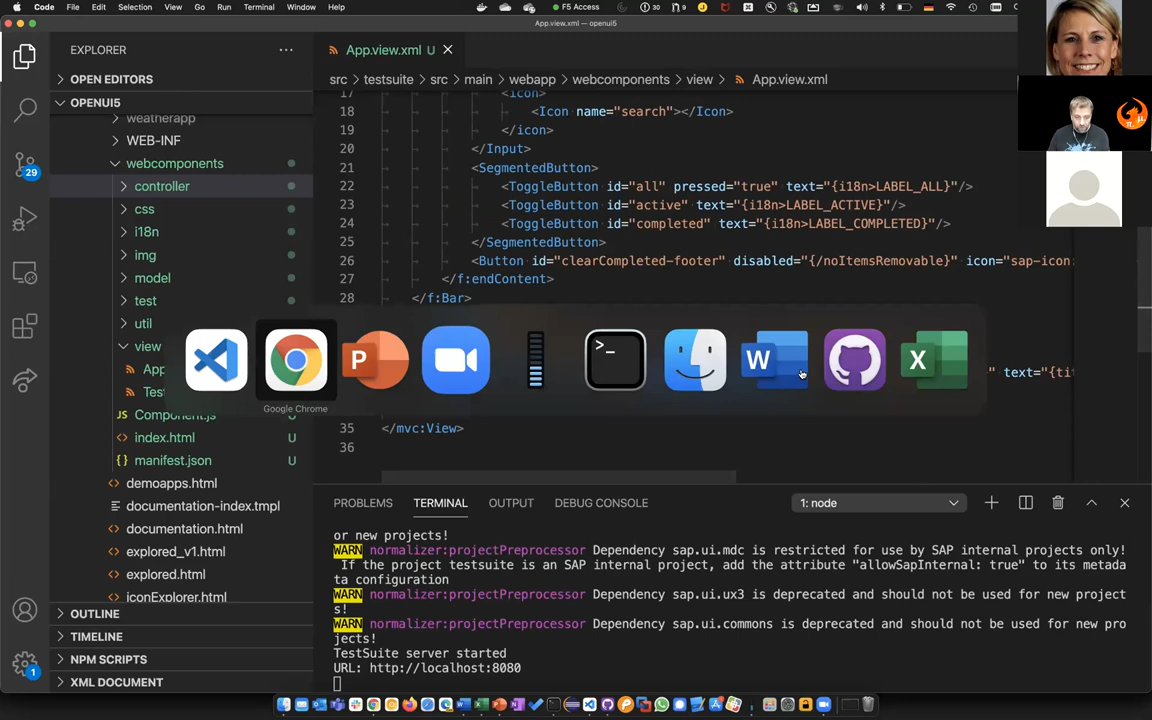 Code File Edit Selection View Go Run Terminal Window Help
F5 Access
30
9
App.view.xml — openui5
EXPLORER
App.view.xml U
OPEN EDITORS
src > testsuite > src > main > webapp > webcomponents > view > App.view.xml
OPENUI5
weatherapp
WEB-INF
webcomponents
controller
css
i18n
img
model
test
util
view
App
Tes
Component.js U
index.html U
manifest.json U
demoapps.html
documentation-index.tmpl
documentation.html
explored_v1.html
explored.html
iconExplorer.html
OUTLINE
TIMELINE
NPM SCRIPTS
XML DOCUMENT
29
1
17 <icon>
18 <Icon name="search"></Icon>
19 </icon>
20 </Input>
21 <SegmentedButton>
22 <ToggleButton id="all" pressed="true" text="{i18n>LABEL_ALL}"/>
23 <ToggleButton id="active" text="{i18n>LABEL_ACTIVE}"/>
24 <ToggleButton id="completed" text="{i18n>LABEL_COMPLETED}"/>
25 </SegmentedButton>
26 <Button id="clearCompleted-footer" disabled="{/noItemsRemovable}" icon="sap-icon:
27 </f:endContent>
28 </f:Bar>
" text="{tit
35 </mvc:View>
36
Google Chrome
PROBLEMS TERMINAL OUTPUT DEBUG CONSOLE
1: node
or new projects!
WARN normalizer:projectPreprocessor Dependency sap.ui.mdc is restricted for use by SAP internal projects only!
If the project testsuite is an SAP internal project, add the attribute "allowSapInternal: true" to its metada
ta configuration
WARN normalizer:projectPreprocessor Dependency sap.ui.ux3 is deprecated and should not be used for new project
s!
WARN normalizer:projectPreprocessor Dependency sap.ui.commons is deprecated and should not be used for new pro
jects!
TestSuite server started
URL: http://localhost:8080